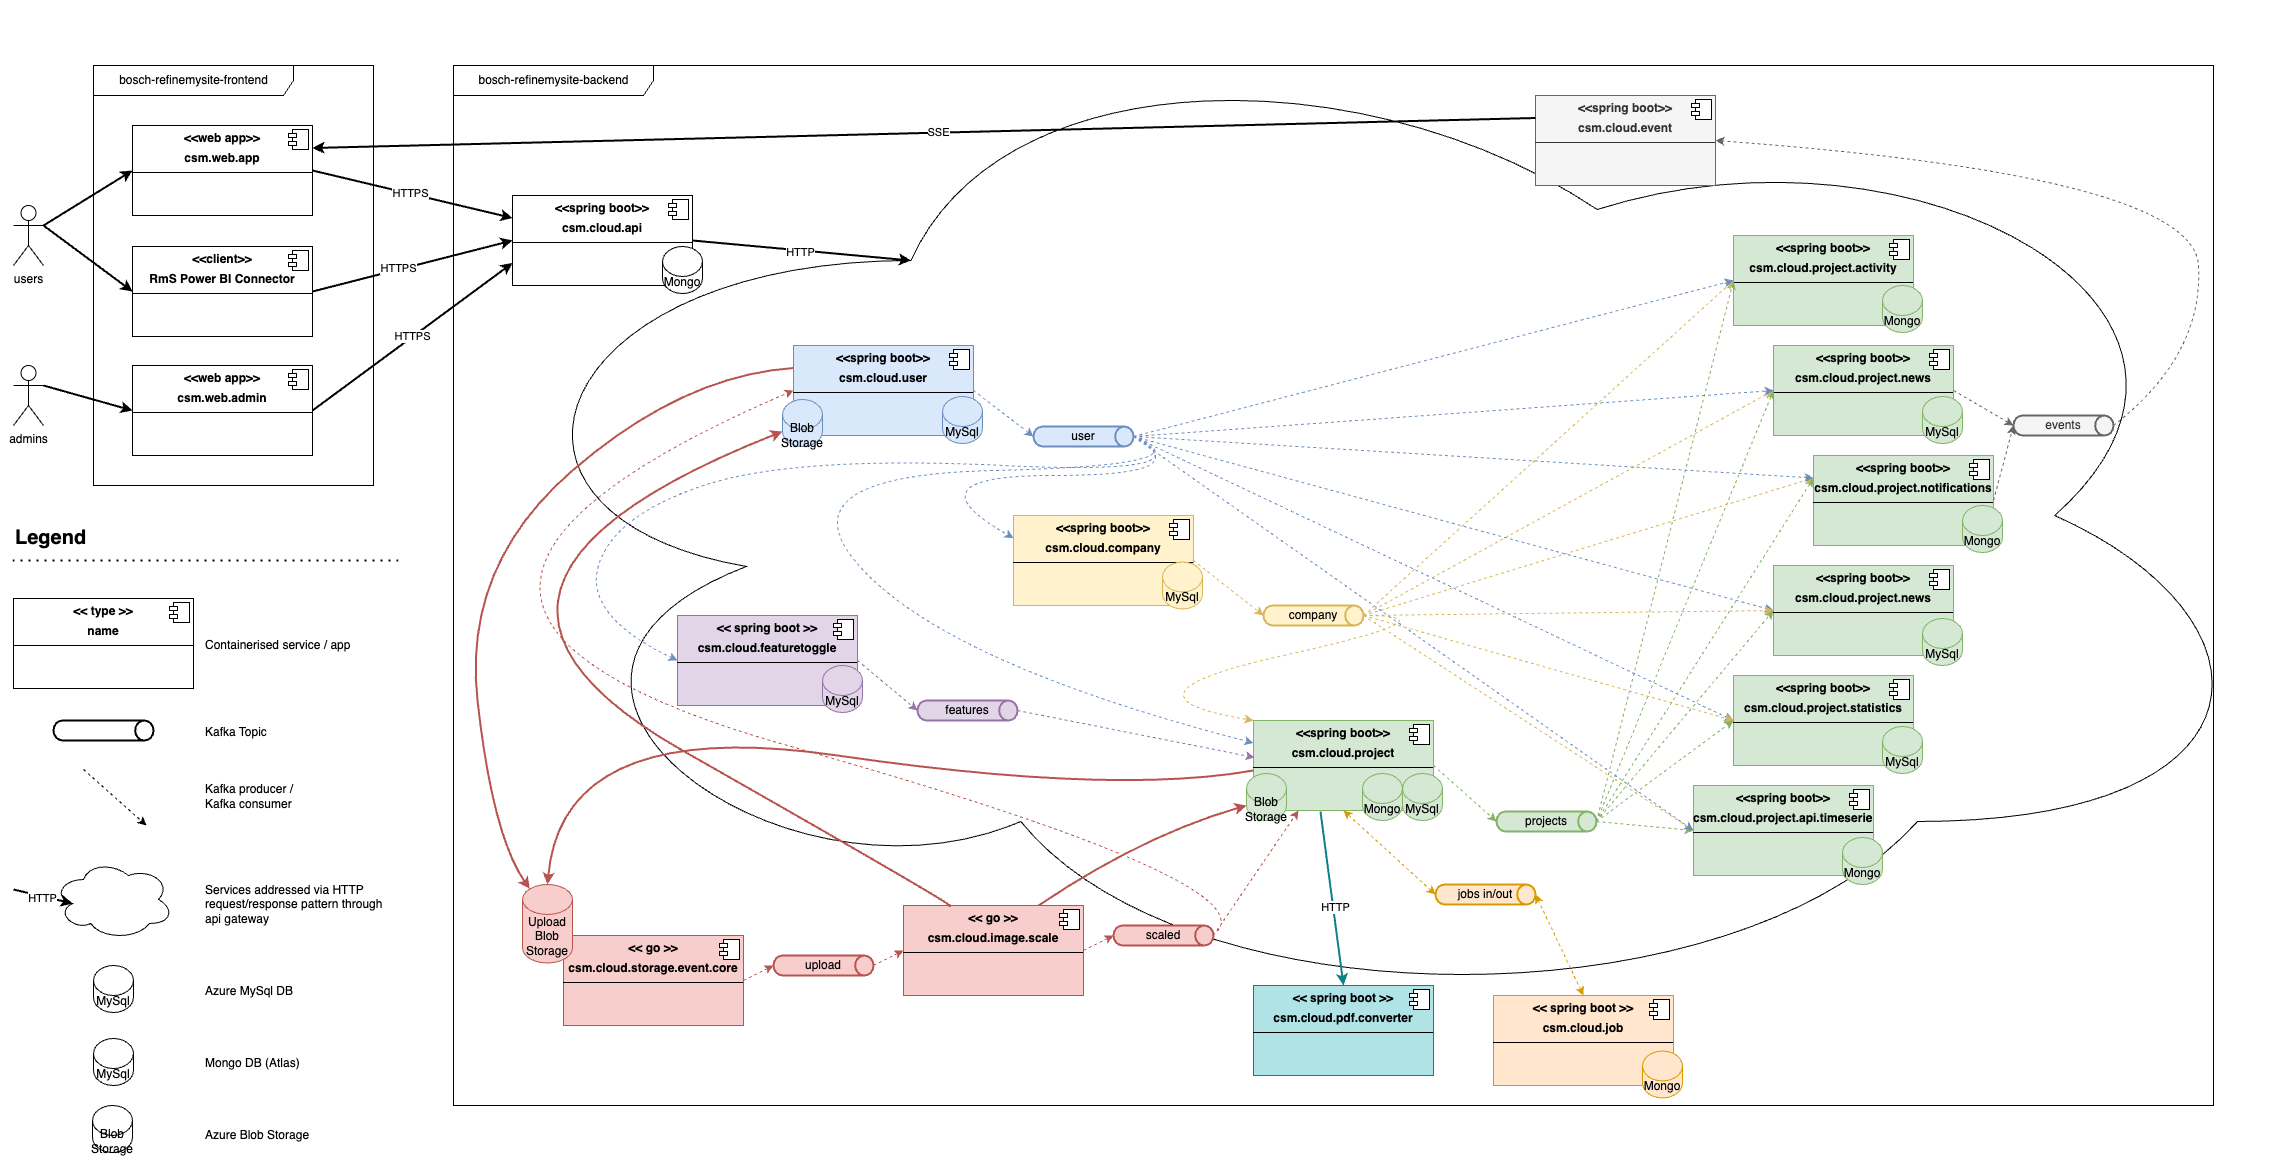 bosch-refinemysite-frontend
<<web app>>
csm.web.app
<<client>>
RmS Power BI Connector
<<web app>>
csm.web.admin
users
admins
HTTPS
HTTPS
HTTPS
bosch-refinemysite-backend
SSE
<<spring boot>>
csm.cloud.event
<<spring boot>>
csm.cloud.api
Mongo
HTTP
<<spring boot>>
csm.cloud.project.activity
Mongo
<<spring boot>>
csm.cloud.user
Blob
Storage
MySql
user
<<spring boot>>
csm.cloud.project.news
MySql
events
<<spring boot>>
csm.cloud.project.notifications
Mongo
<<spring boot>>
csm.cloud.company
MySql
company
<<spring boot>>
csm.cloud.project.news
MySql
<< spring boot >>
csm.cloud.featuretoggle
MySql
features
<<spring boot>>
csm.cloud.project.statistics
MySql
<<spring boot>>
csm.cloud.project
Blob
Storage
Mongo
MySql
projects
<<spring boot>>
csm.cloud.project.api.timeserie
Mongo
jobs in/out
HTTP
Upload
Blob
Storage
<< go >>
csm.cloud.storage.event.core
upload
<< go >>
csm.cloud.image.scale
scaled
<< spring boot >>
csm.cloud.pdf.converter
<< spring boot >>
csm.cloud.job
Mongo
Legend
<< type >>
name
Containerised service / app
Kafka Topic
Kafka producer /
Kafka consumer
HTTP
Services addressed via HTTP
request/response pattern through
api gateway
MySql
Azure MySql DB
MySql
Mongo DB (Atlas)
Blob
Storage
Azure Blob Storage